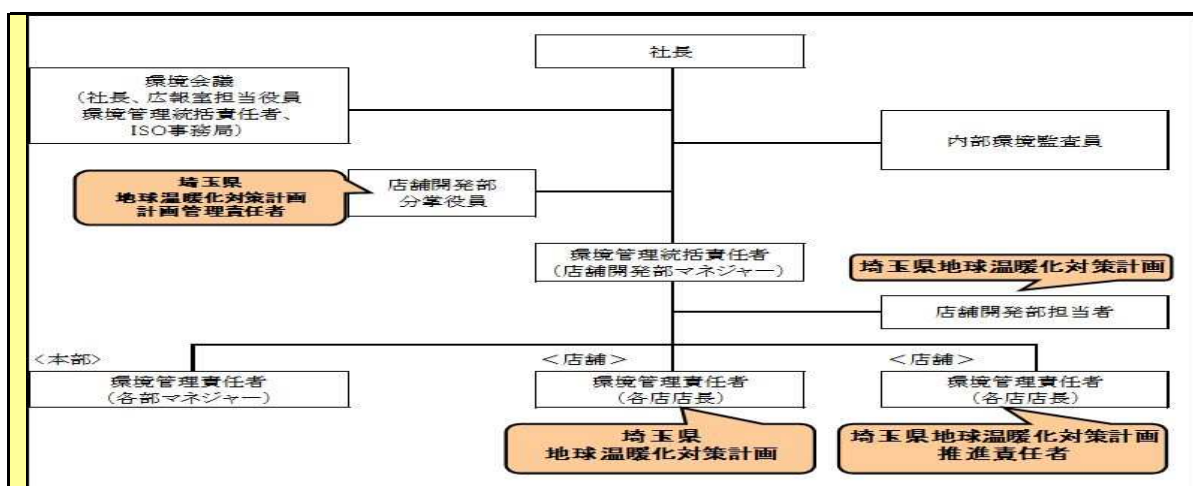 社長
環境会議
(社長、広報室担当役員
環境管理統括責任者、
ISO事務局)
内部環境監査員
埼玉県
地球温暖化対策計画
計画管理責任者
店舗開発部
分掌役員
環境管理統括責任者
(店舗開発部マネジャー)
埼玉県地球温暖化対策計画
店舗開発部担当者
<本部>
<店舗>
<店舗>
環境管理責任者
(各部マネジャー)
環境管理責任者
(各店店長)
環境管理責任者
(各店店長)
埼玉県
地球温暖化対策計画
埼玉県地球温暖化対策計画
推進責任者